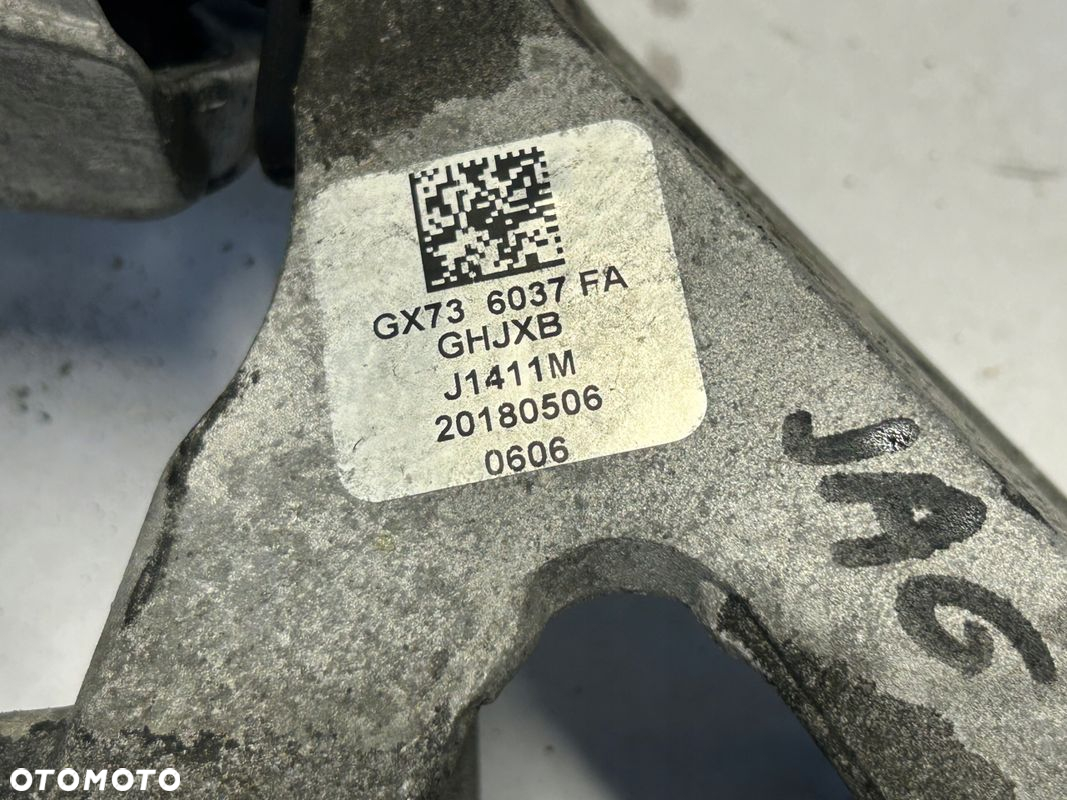 GX73 6037 FA
GHJXB
J1411M
20180506
0606
JAG
OTOMOTO